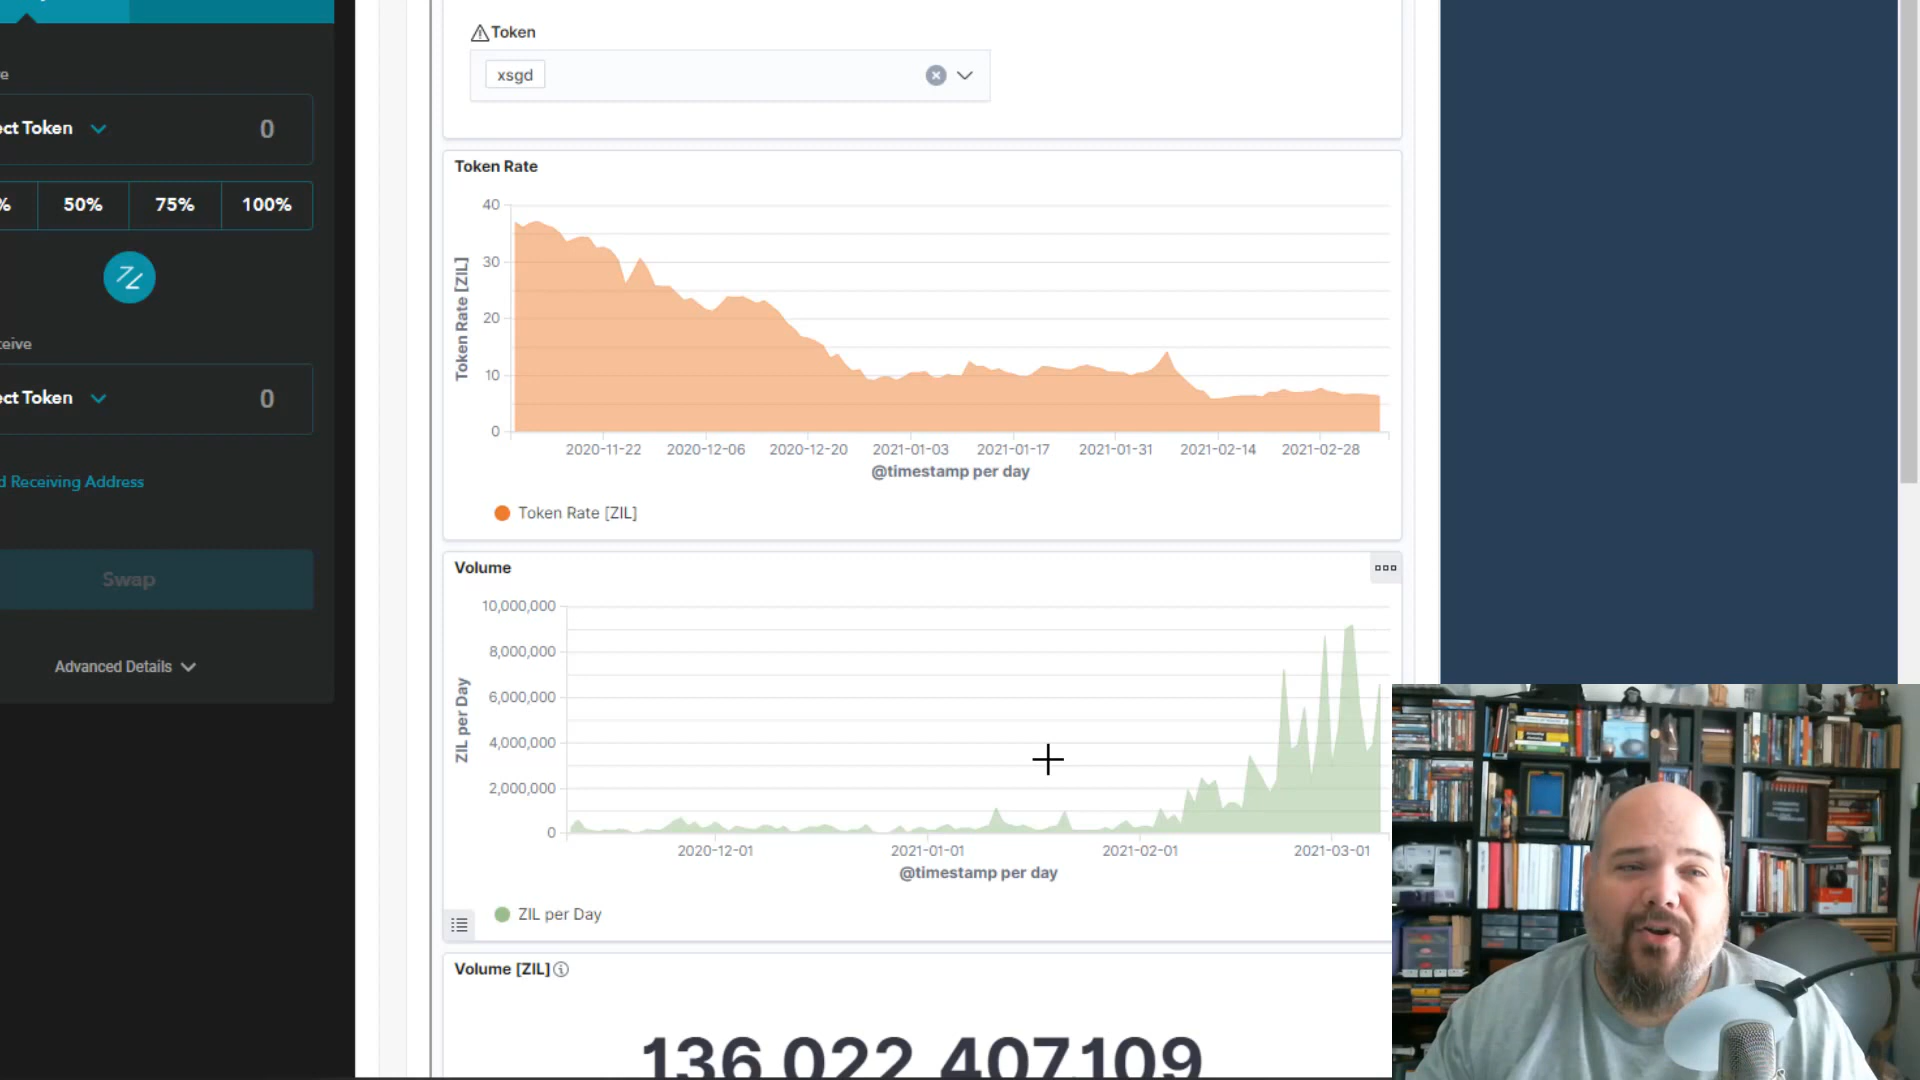 ect Token 0
% 50% 75% 100%
ect Token 0
d Receiving Address
Swap
Advanced Details
Token
xsgd
Token Rate
40
30
20
10
0
Token Rate [ZIL]
2020-11-22 2020-12-06 2020-12-20 2021-01-03 2021-01-17 2021-01-31 2021-02-14 2021-02-28
@timestamp per day
Token Rate [ZIL]
Volume
10,000,000
8,000,000
6,000,000
4,000,000
2,000,000
0
ZIL per Day
2020-12-01 2021-01-01 2021-02-01 2021-03-01
@timestamp per day
ZIL per Day
Volume [ZIL]
136,022,407.109